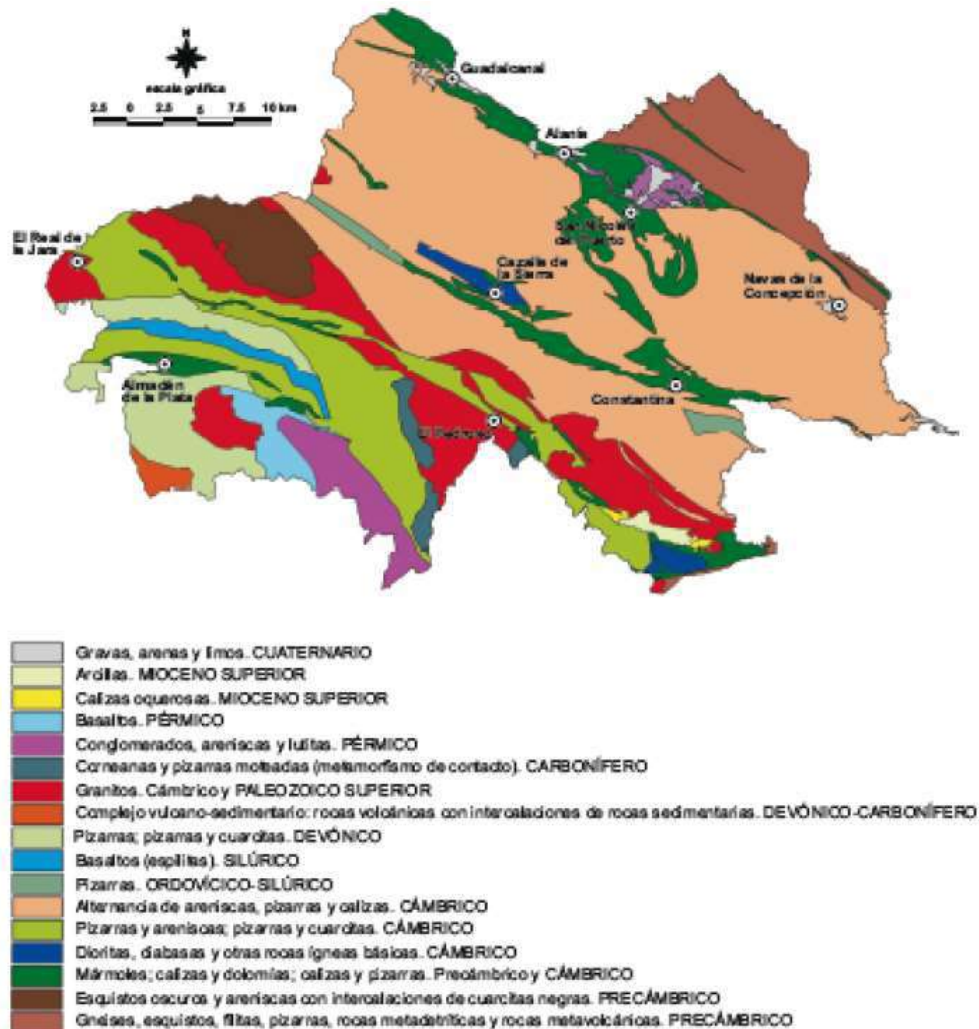 N
escala gráfica
2.5 0 2.5 5 7.5 10 km
Guadalcanal
Alanís
San Nicolás
del Puerto
El Real de
la Jara
Cazalla de
la Sierra
Navas de la
Concepción
Almadén
de la Plata
Constantina
El Pedroso
Gravas, arenas y limos. CUATERNARIO
Arcillas. MIOCENO SUPERIOR
Calizas oquerosas. MIOCENO SUPERIOR
Basaltos. PÉRMICO
Conglomerados, areniscas y lutitas. PÉRMICO
Corneanas y pizarras moteadas (metamorfismo de contacto). CARBONÍFERO
Granitos. Cámbrico y PALEOZOICO SUPERIOR
Complejo vulcano-sedimentario: rocas volcánicas con intercalaciones de rocas sedimentarias. DEVÓNICO-CARBONÍFERO
Pizarras; pizarras y cuarcitas. DEVÓNICO
Basaltos (espilitas). SILÚRICO
Pizarras. ORDOVÍCICO-SILÚRICO
Alternancia de areniscas, pizarras y calizas. CÁMBRICO
Pizarras y areniscas; pizarras y cuarcitas. CÁMBRICO
Dioritas, diabasas y otras rocas ígneas básicas. CÁMBRICO
Mármoles; calizas y dolomías; calizas y pizarras. Precámbrico y CÁMBRICO
Esquistos oscuros y areniscas con intercalaciones de cuarcitas negras. PRECÁMBRICO
Gneises, esquistos, filitas, pizarras, rocas metadetríticas y rocas metavolcánicas. PRECÁMBRICO